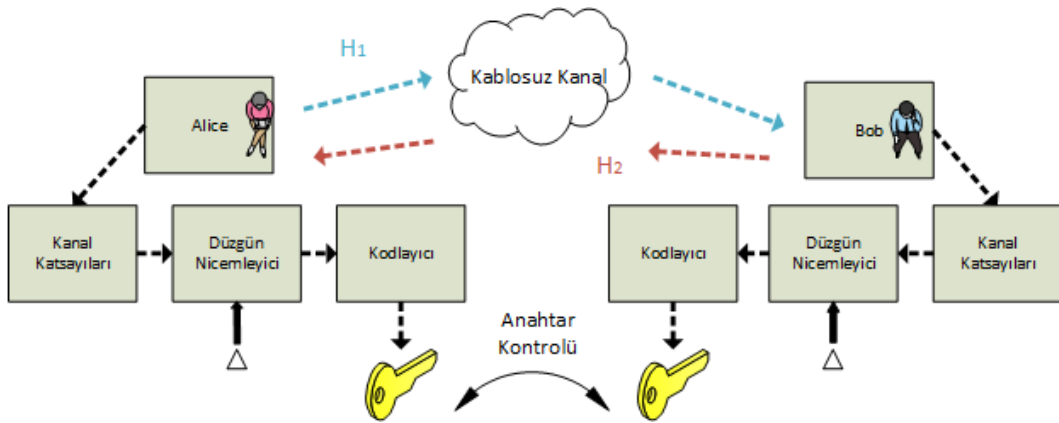 H1
Kablosuz Kanal
Alice
Bob
H2
Kanal
Katsayıları
Düzgün
Nicemleyici
Kodlayıcı
Kodlayıcı
Düzgün
Nicemleyici
Kanal
Katsayıları
Anahtar
Kontrolü
△
△